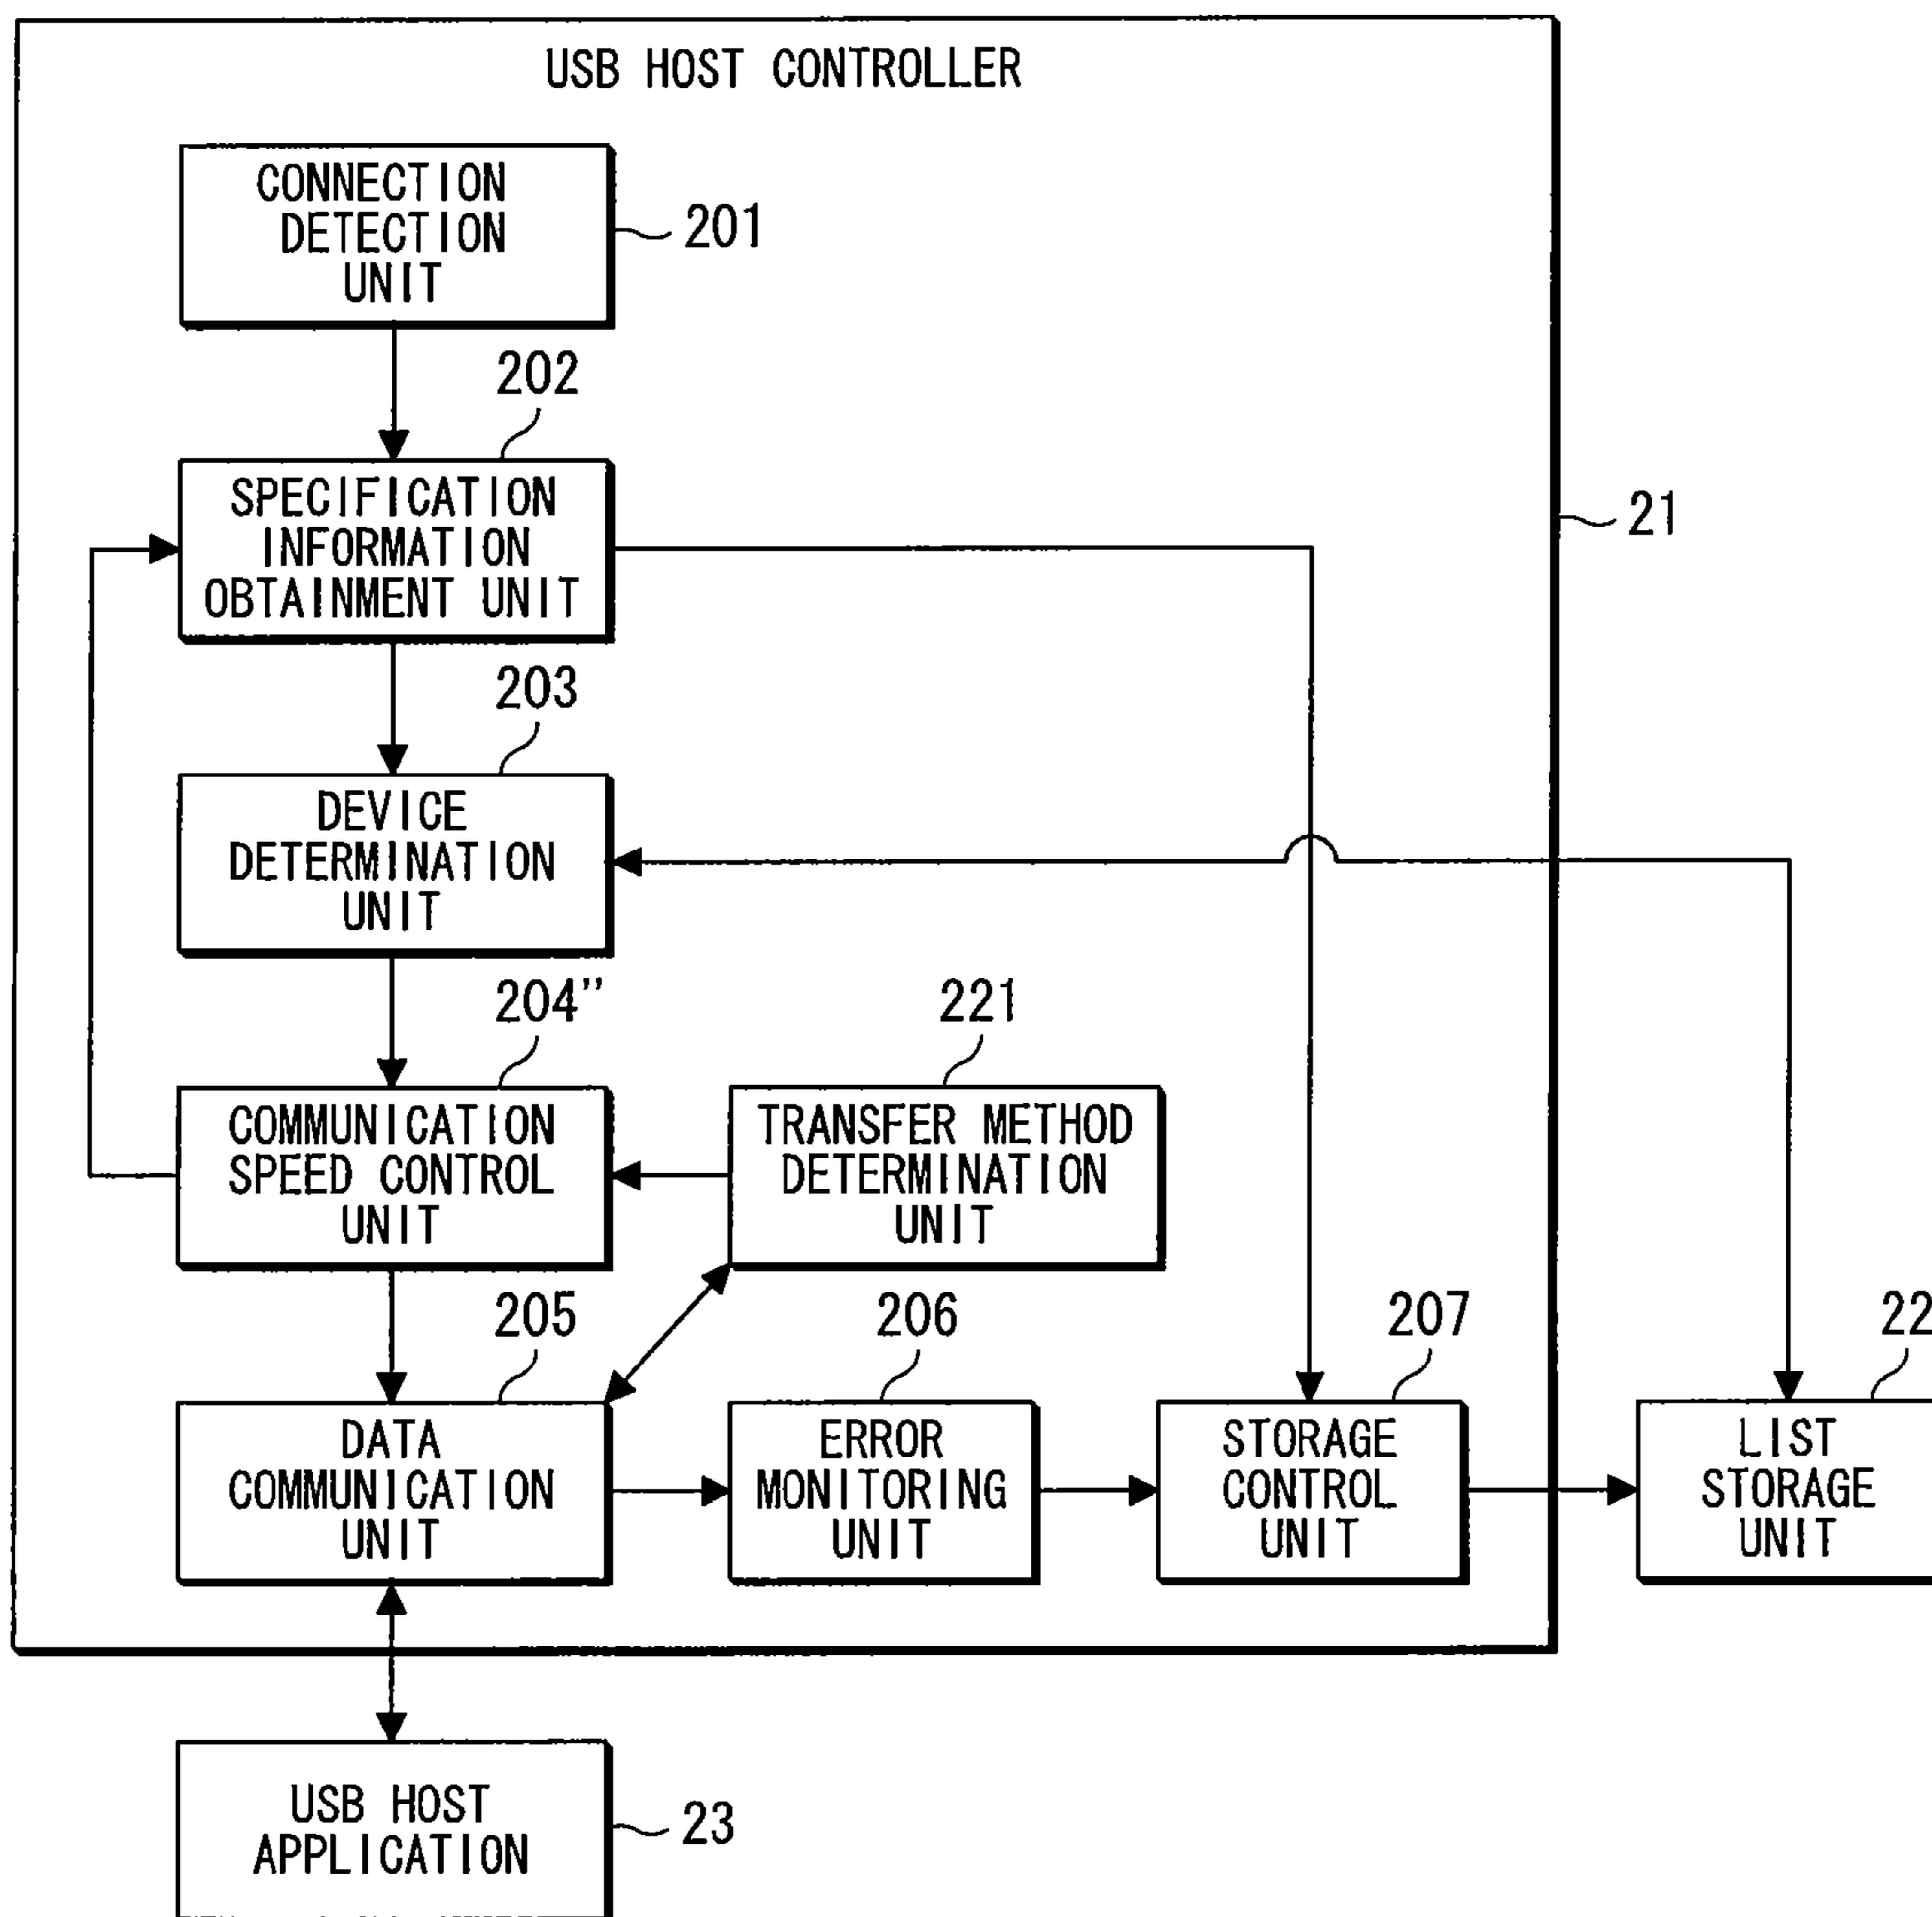 USB HOST CONTROLLER
CONNECTION
DETECTION
UNIT
201
202
SPECIFICATION
INFORMATION
OBTAINMENT UNIT
21
203
DEVICE
DETERMINATION
UNIT
204"
221
COMMUNICATION
SPEED CONTROL
UNIT
TRANSFER METHOD
DETERMINATION
UNIT
205
206
207
22
DATA
COMMUNICATION
UNIT
ERROR
MONITORING
UNIT
STORAGE
CONTROL
UNIT
LIST
STORAGE
UNIT
USB HOST
APPLICATION
23